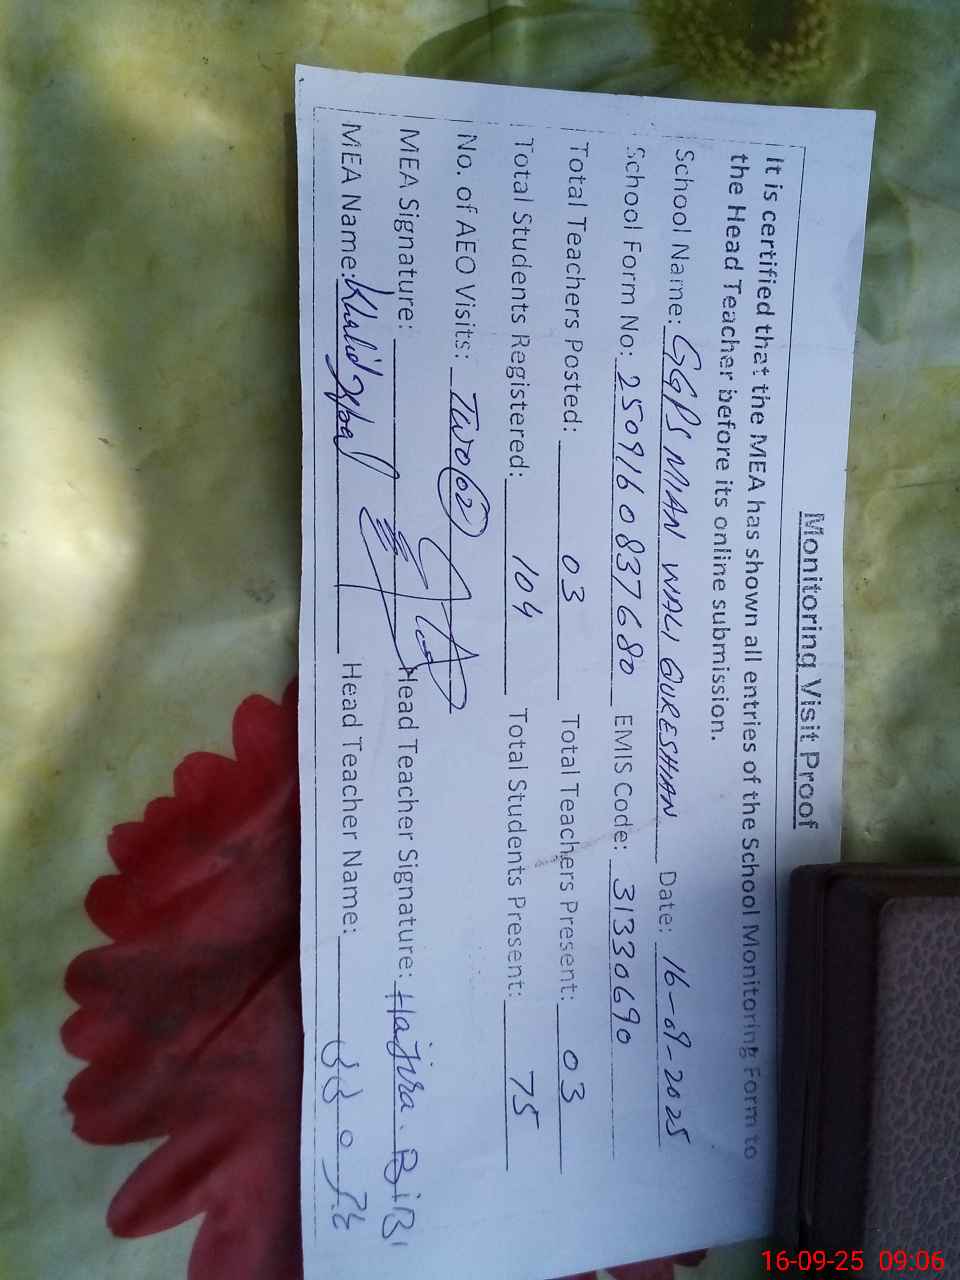 Monitoring Visit Proof
It is certified that the MEA has shown all entries of the School Monitoring Form to
the Head Teacher before its online submission.
School Name: GGPS MIAN WALI QURESHIAN Date: 16-09-2025
School Form No: 2509160837680 EMIS Code: 31330690
Total Teachers Posted: 03 Total Teachers Present: 03
Total Students Registered: 104 Total Students Present: 75
No. of AEO Visits: Two(02)
MEA Signature: Head Teacher Signature: Hajira. BiBi
MEA Name: Khalid Iqbal Head Teacher Name:
16-09-25 09:06